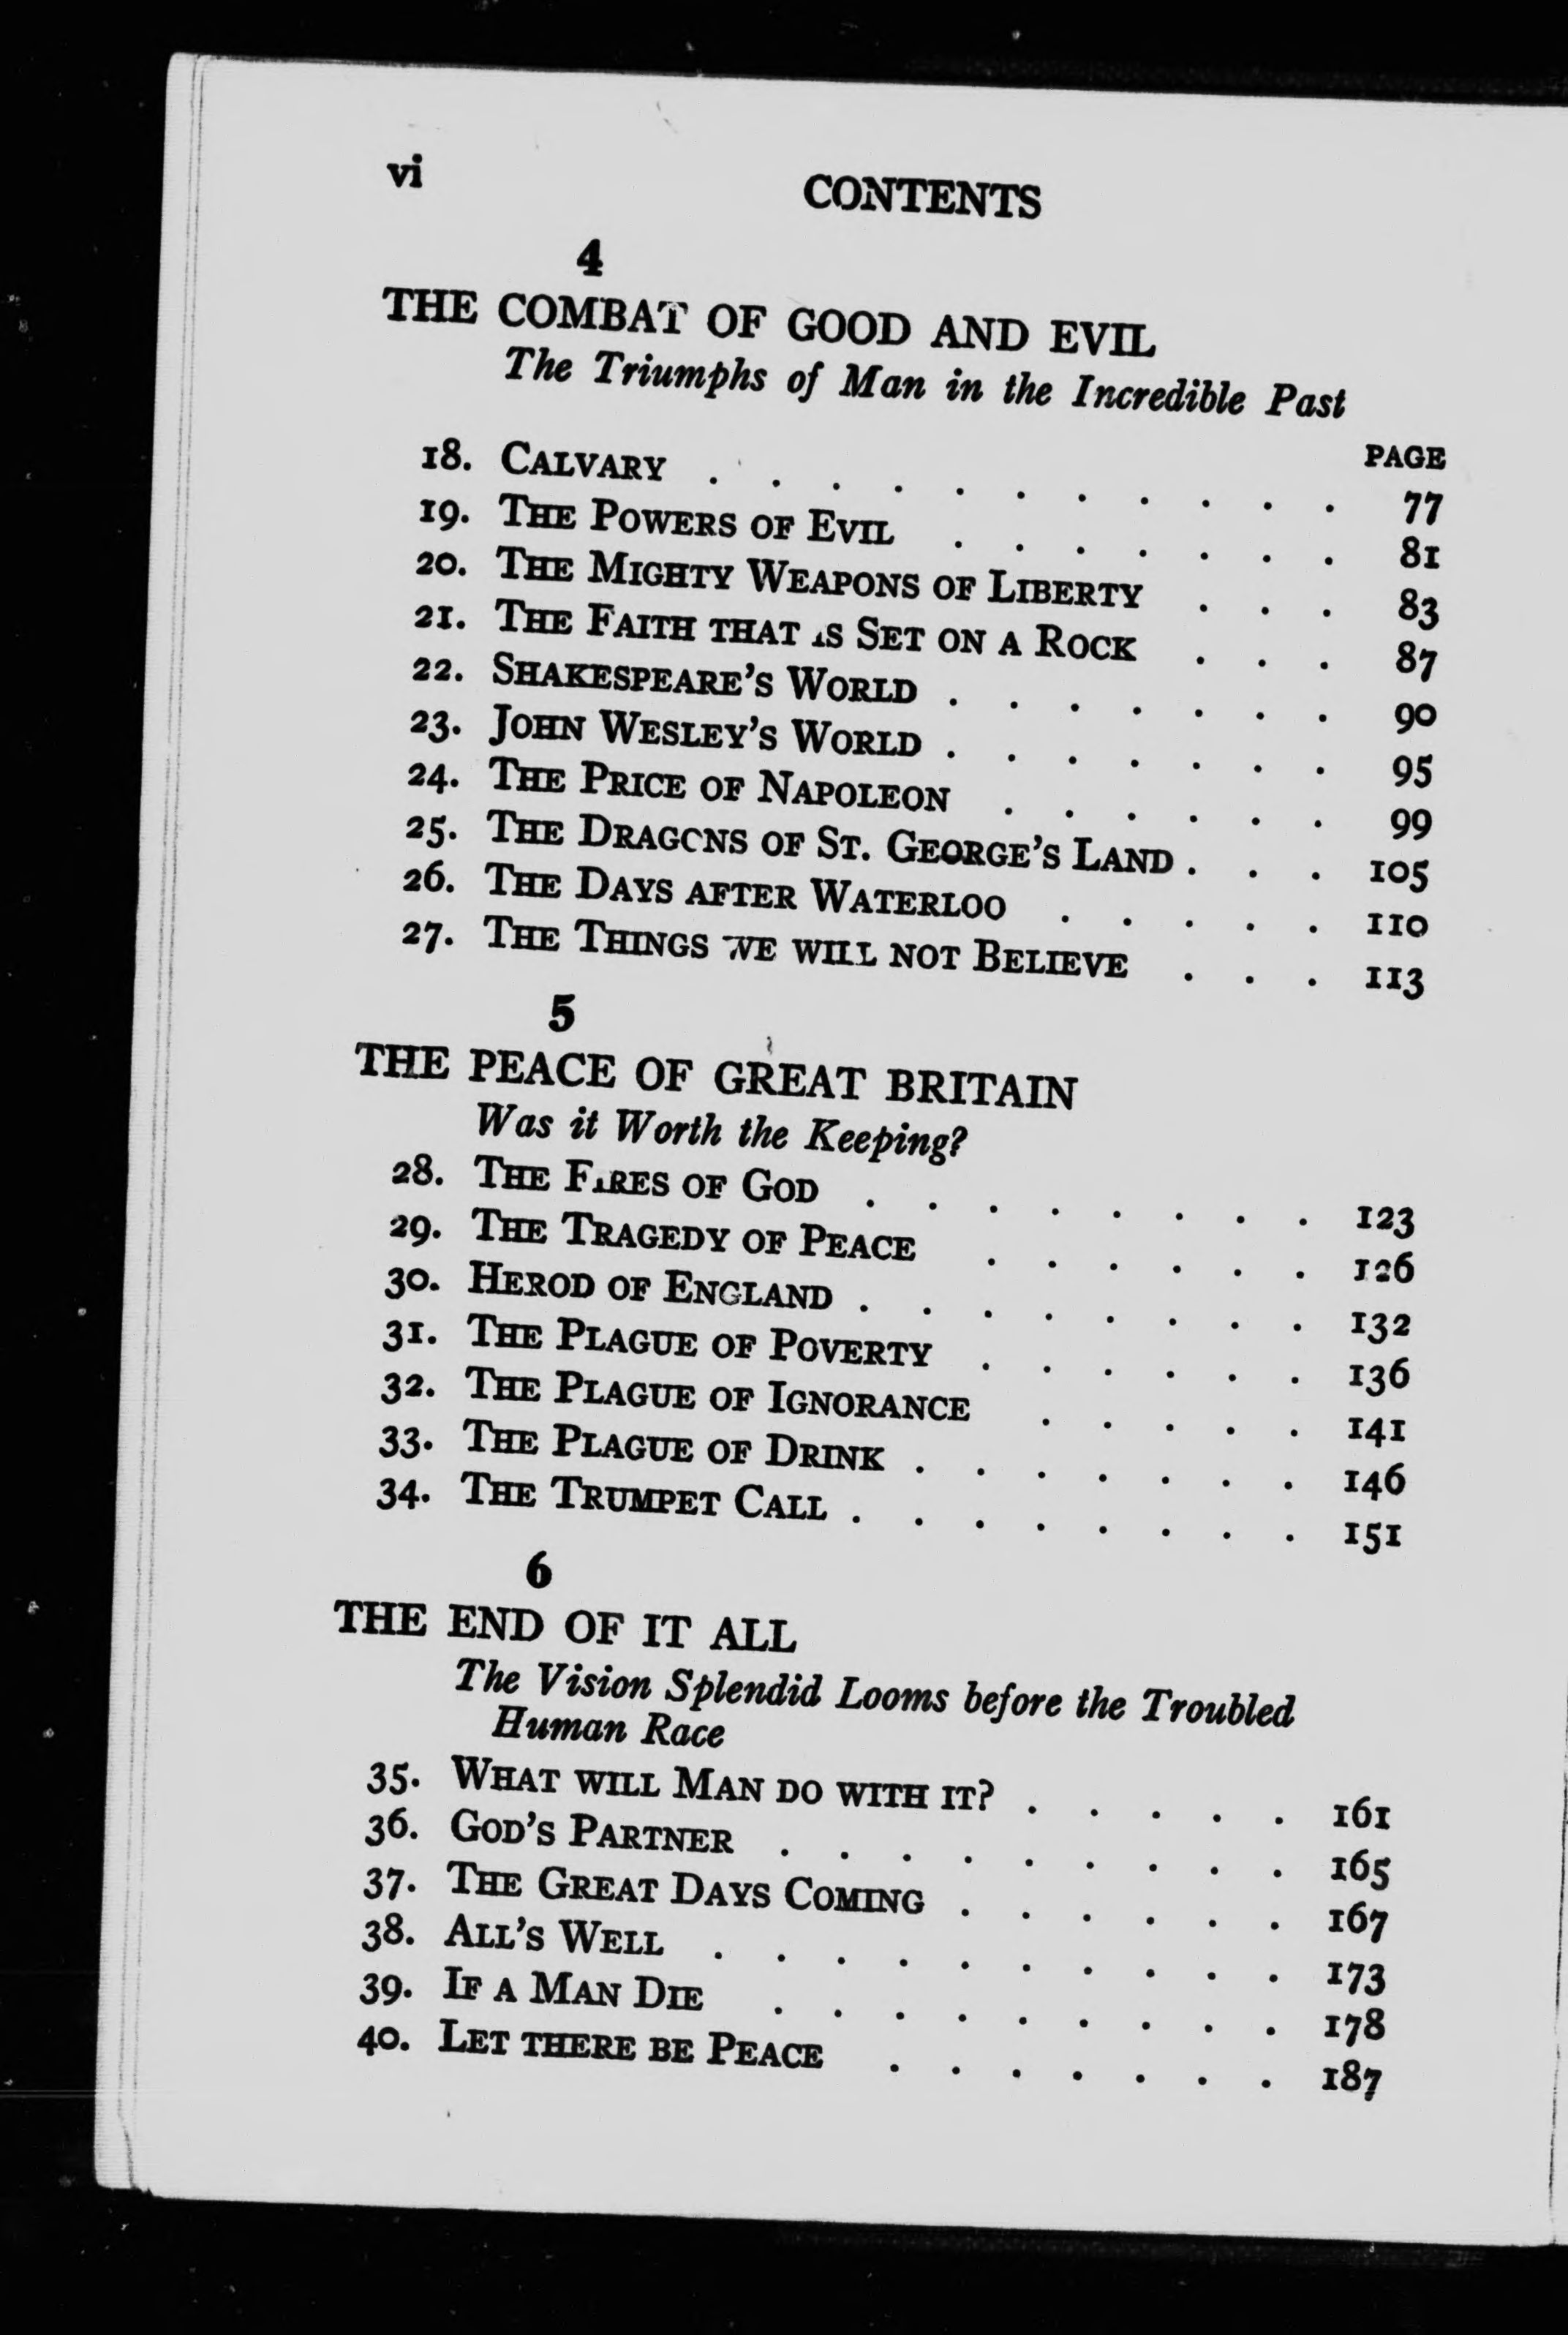 vi
CONTENTS
4
THE COMBAT OF GOOD AND EVIL
The Triumphs of Man in the Incredible Past
PAGE
18. CALVARY . . . . . . . . . . . 77
19. THE POWERS OF EVIL . . . . . . . 81
20. THE MIGHTY WEAPONS OF LIBERTY . . . 83
21. THE FAITH THAT IS SET ON A ROCK . . . 87
22. SHAKESPEARE'S WORLD . . . . . . . 90
23. JOHN WESLEY'S WORLD . . . . . . . 95
24. THE PRICE OF NAPOLEON . . . . . . 99
25. THE DRAGONS OF ST. GEORGE'S LAND . . . 105
26. THE DAYS AFTER WATERLOO . . . . . 110
27. THE THINGS WE WILL NOT BELIEVE . . . 113
5
THE PEACE OF GREAT BRITAIN
Was it Worth the Keeping?
28. THE FIRES OF GOD . . . . . . . . 123
29. THE TRAGEDY OF PEACE . . . . . . 126
30. HEROD OF ENGLAND . . . . . . . . 132
31. THE PLAGUE OF POVERTY . . . . . . 136
32. THE PLAGUE OF IGNORANCE . . . . . 141
33. THE PLAGUE OF DRINK . . . . . . . 146
34. THE TRUMPET CALL . . . . . . . . 151
6
THE END OF IT ALL
The Vision Splendid Looms before the Troubled
Human Race
35. WHAT WILL MAN DO WITH IT? . . . . . 161
36. GOD'S PARTNER . . . . . . . . . 165
37. THE GREAT DAYS COMING . . . . . . 167
38. ALL'S WELL . . . . . . . . . . 173
39. IF A MAN DIE . . . . . . . . . 178
40. LET THERE BE PEACE . . . . . . . 187